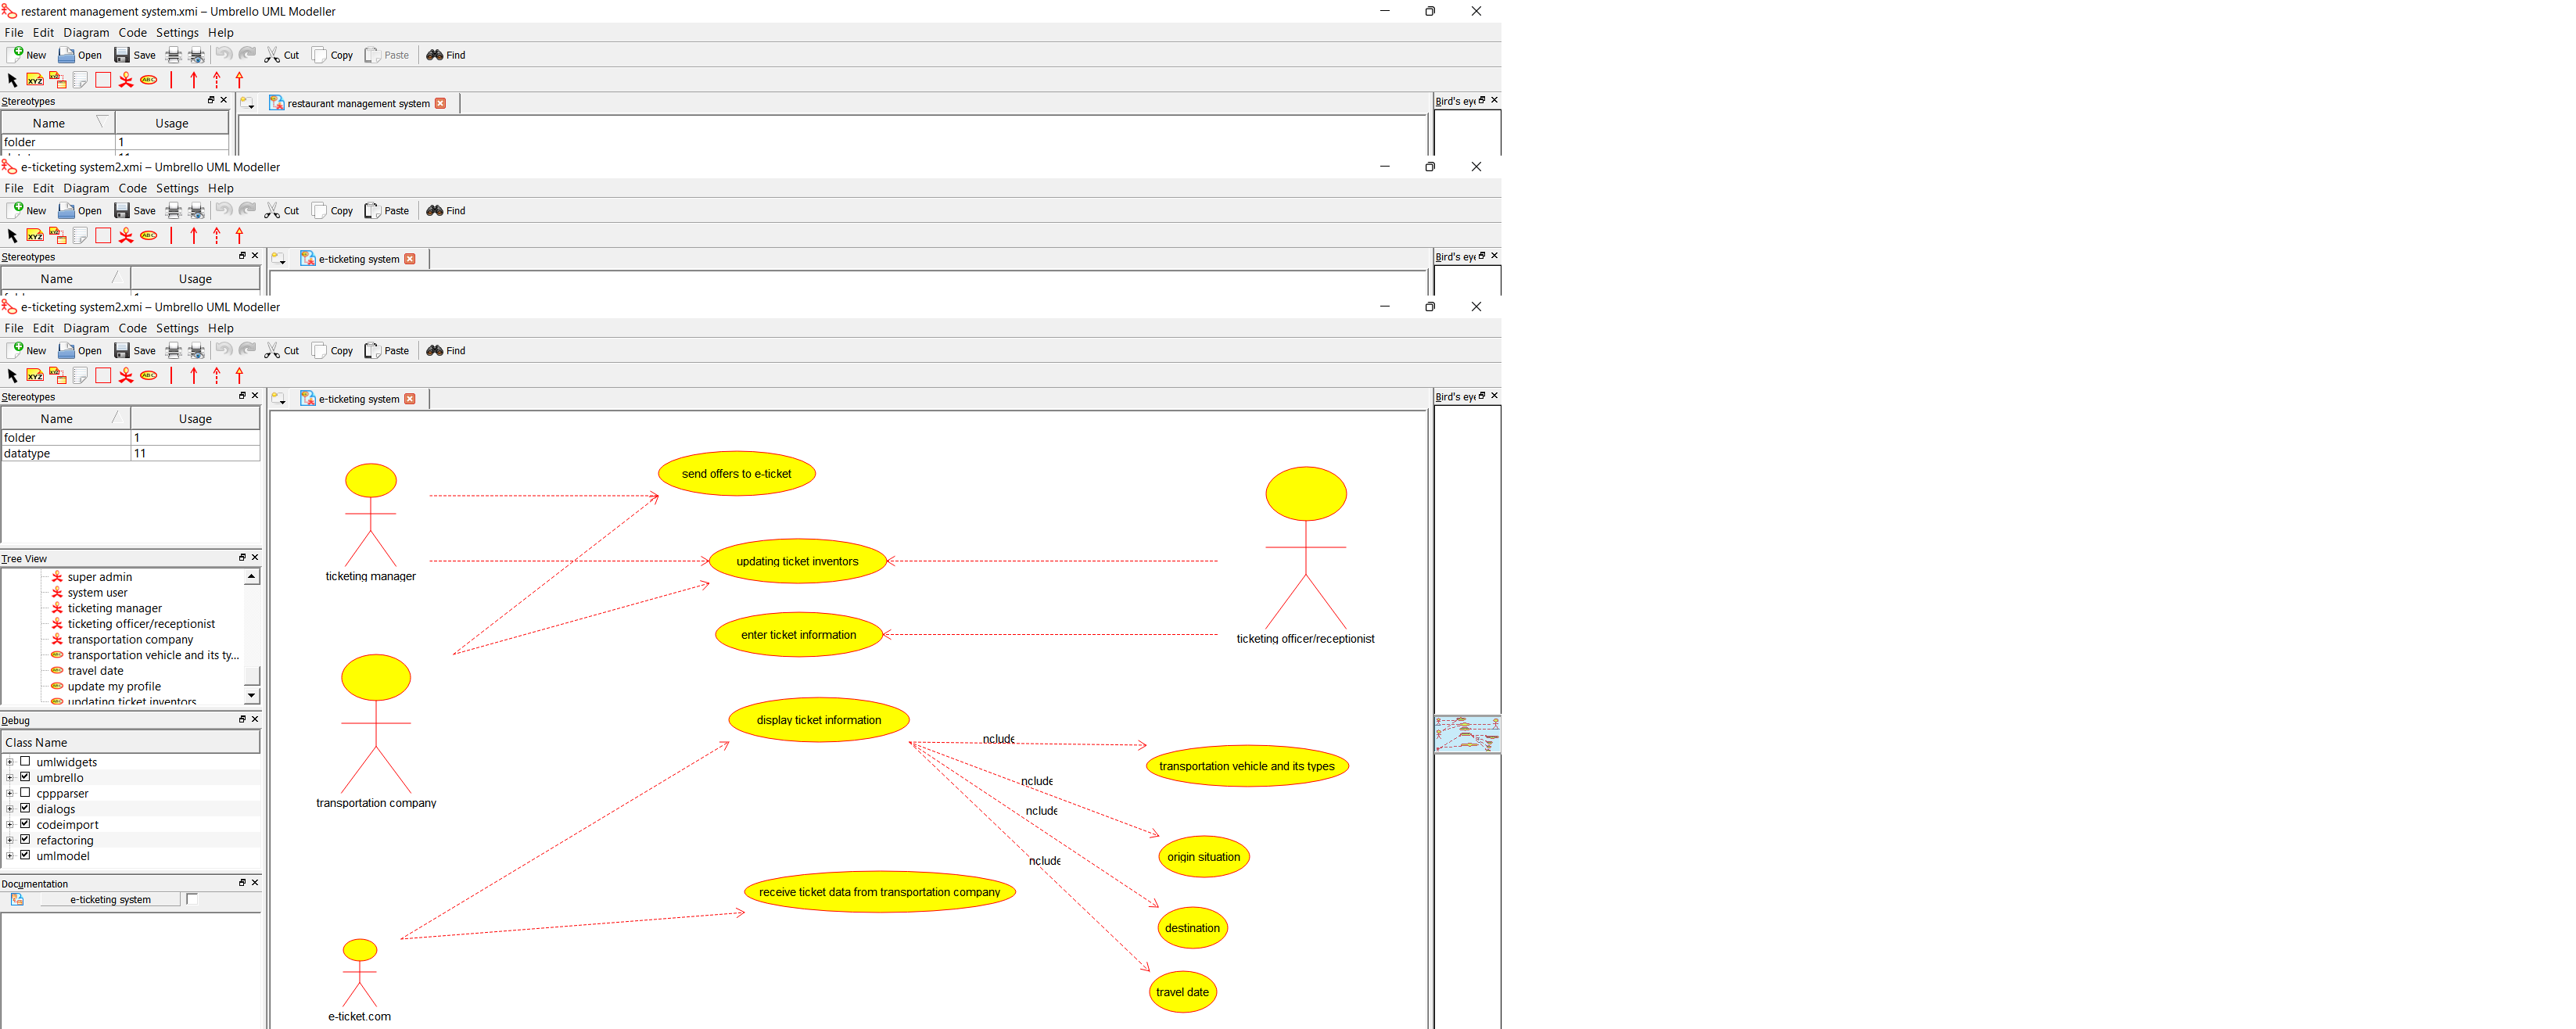 restarent management system.xmi – Umbrello UML Modeller
File Edit Diagram Code Settings Help
New Open Save Cut Copy Paste Find
Stereotypes
restaurant management system
Bird's eye
Name Usage
folder 1
e-ticketing system2.xmi – Umbrello UML Modeller
File Edit Diagram Code Settings Help
New Open Save Cut Copy Paste Find
Stereotypes
e-ticketing system
Bird's eye
Name Usage
e-ticketing system2.xmi – Umbrello UML Modeller
File Edit Diagram Code Settings Help
New Open Save Cut Copy Paste Find
Stereotypes
e-ticketing system
Bird's eye
Name Usage
folder 1
datatype 11
Tree View
super admin
system user
ticketing manager
ticketing officer/receptionist
transportation company
transportation vehicle and its ty...
travel date
update my profile
updating ticket inventors
Debug
Class Name
umlwidgets
umbrello
cppparser
dialogs
codeimport
refactoring
umlmodel
Documentation
e-ticketing system
send offers to e-ticket
ticketing manager
updating ticket inventors
enter ticket information
ticketing officer/receptionist
transportation company
display ticket information
nclude
transportation vehicle and its types
nclude
nclude
origin situation
nclude
receive ticket data from transportation company
destination
travel date
e-ticket.com